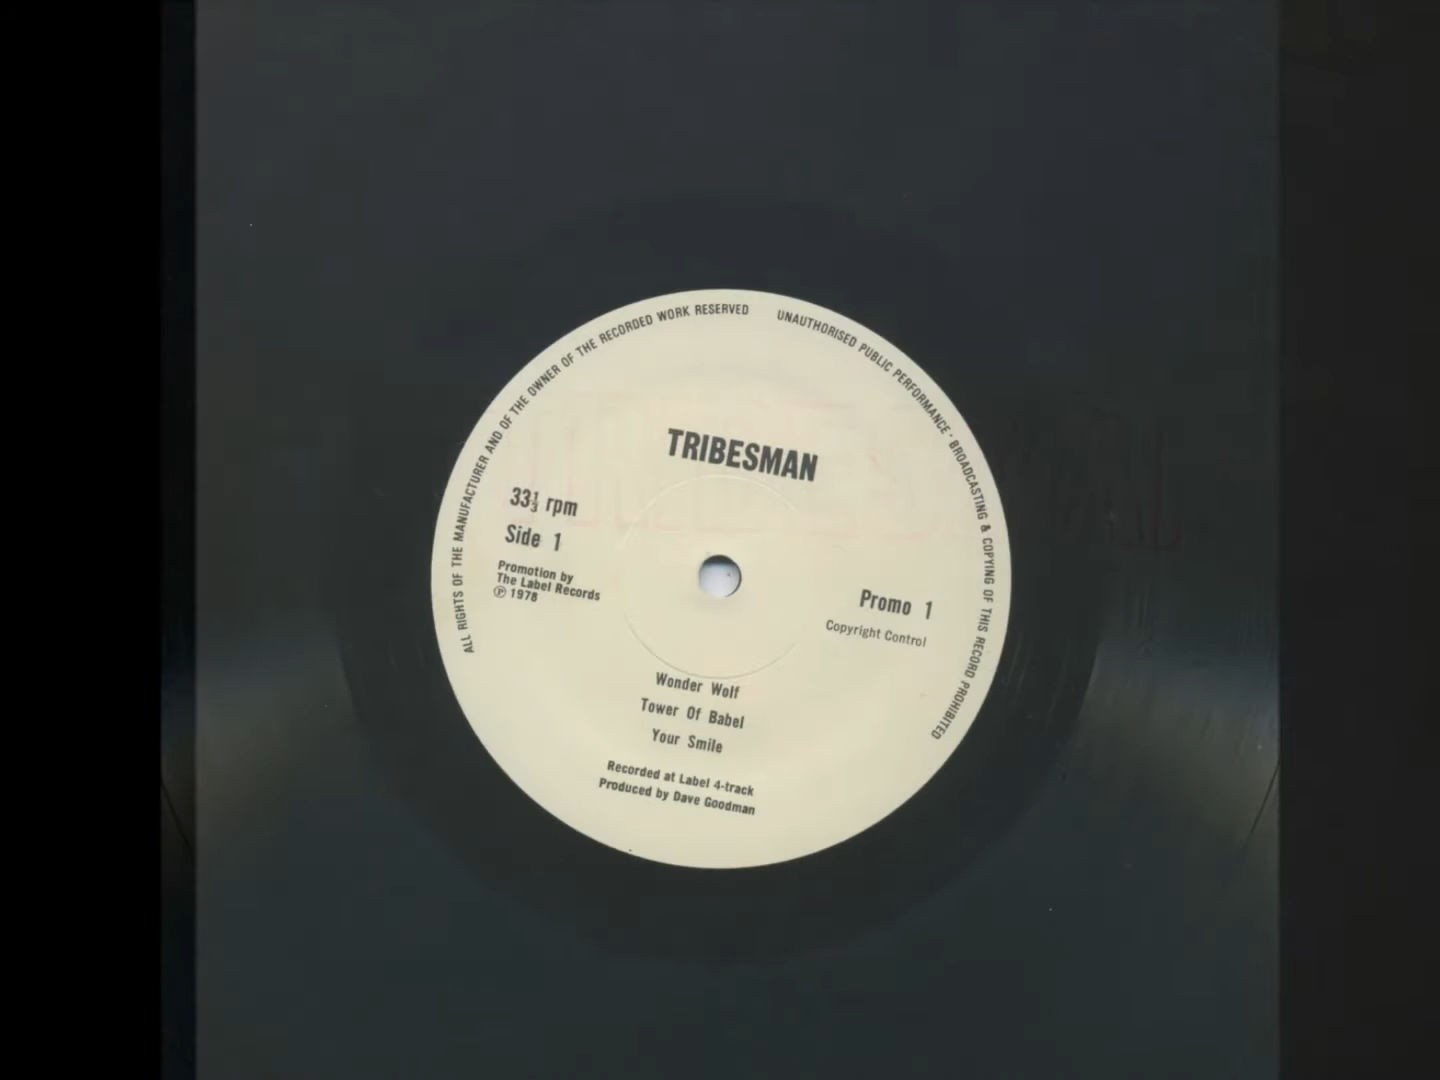 ALL RIGHTS OF THE MANUFACTURER AND OF THE OWNER OF THE RECORDED WORK RESERVED
UNAUTHORISED PUBLIC PERFORMANCE · BROADCASTING & COPYING OF THIS RECORD PROHIBITED
TRIBESMAN
33⅓ rpm
Side 1
Promotion by
The Label Records
℗ 1978
Promo 1
Copyright Control
Wonder Wolf
Tower Of Babel
Your Smile
Recorded at Label 4-track
Produced by Dave Goodman